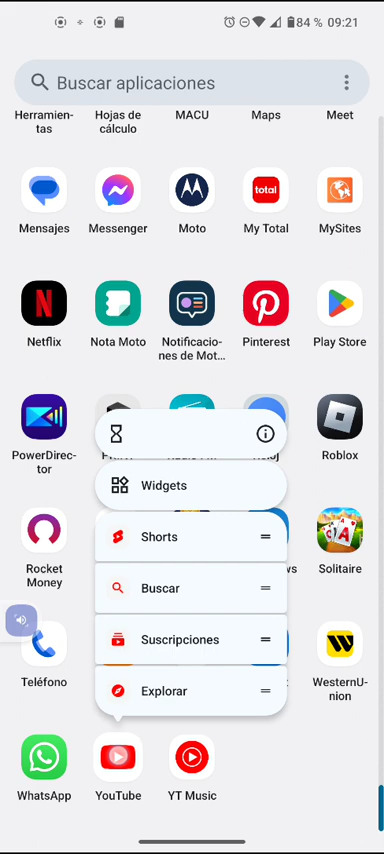 84 % 09:21
Buscar aplicaciones
Herramien-
tas
Hojas de
cálculo
MACU
Maps
Meet
Mensajes
Messenger
Moto
total
My Total
MySites
Netflix
Nota Moto
Notificacio-
nes de Mot...
Pinterest
Play Store
PowerDirec-
tor
Roblox
Widgets
Shorts
Rocket
Money
Solitaire
Buscar
Suscripciones
Teléfono
WesternU-
nion
Explorar
WhatsApp
YouTube
YT Music